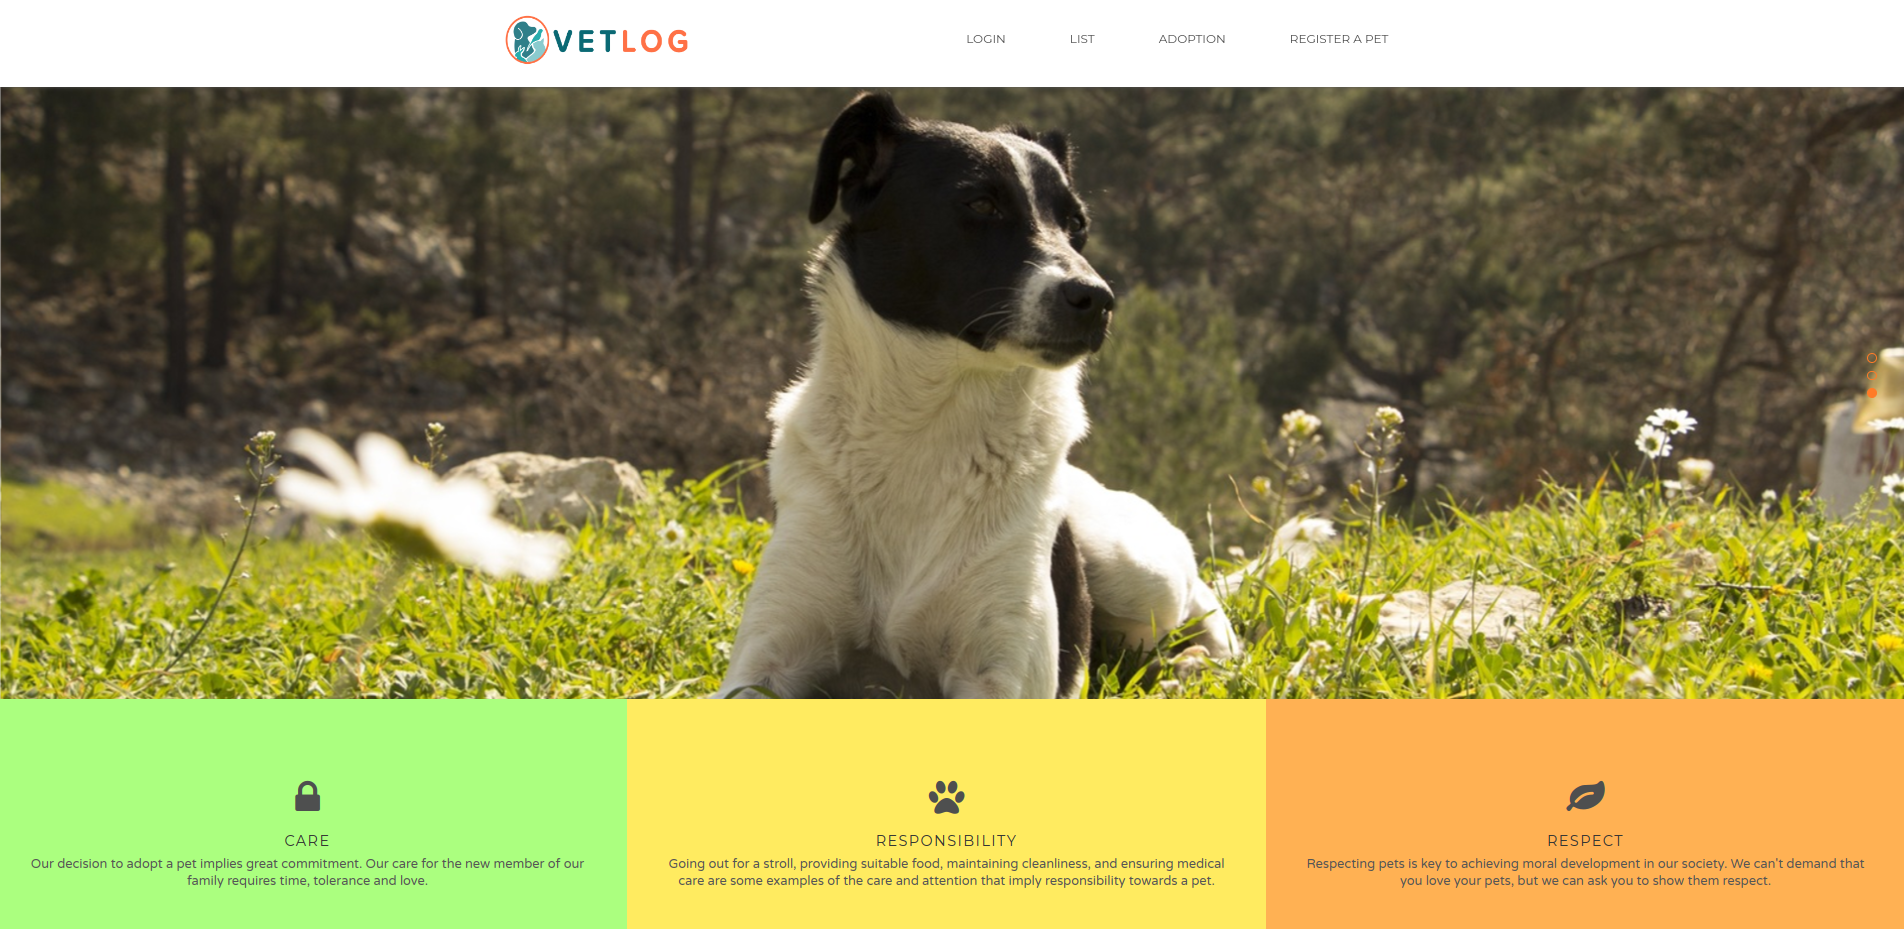 VETLOG
LOGIN
LIST
ADOPTION
REGISTER A PET
CARE
Our decision to adopt a pet implies great commitment. Our care for the new member of our
family requires time, tolerance and love.
RESPONSIBILITY
Going out for a stroll, providing suitable food, maintaining cleanliness, and ensuring medical
care are some examples of the care and attention that imply responsibility towards a pet.
RESPECT
Respecting pets is key to achieving moral development in our society. We can't demand that
you love your pets, but we can ask you to show them respect.